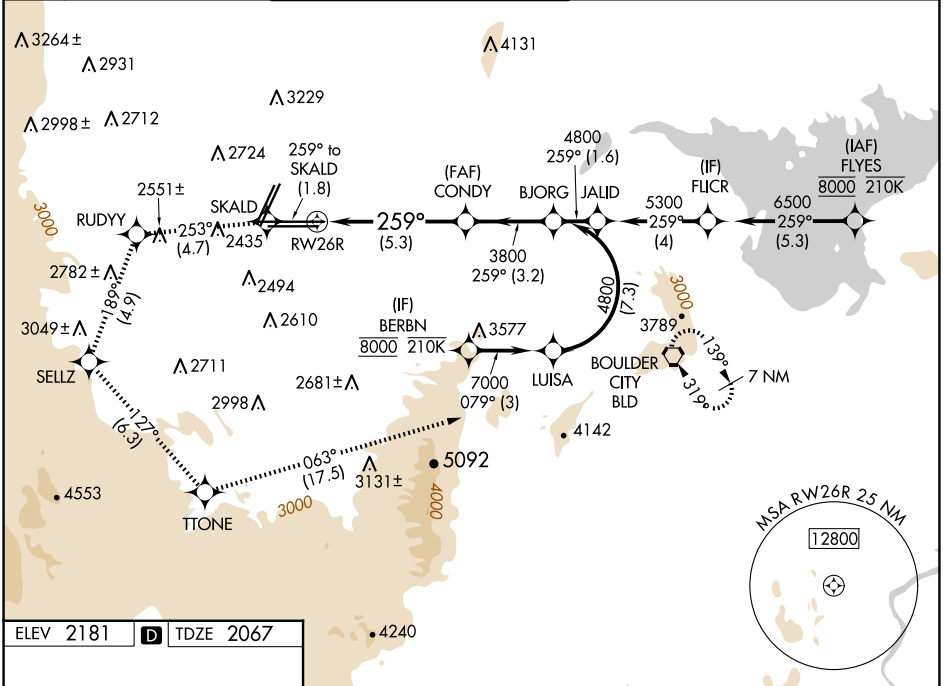 3264±
2931
4131
2998±
2712
3229
2724
259° to
SKALD
(1.8)
4800
259° (1.6)
(IAF)
FLYES
8000 210K
(FAF)
CONDY
BJORG
JALID
(IF)
FLICR
2551±
SKALD
3000
RUDYY
253°
(4.7)
2435
RW26R
259°
(5.3)
5300
259°
(4)
6500
259°
(5.3)
3800
259° (3.2)
2782±
189°
(4.9)
2494
4800
(7.3)
3000
3049±
2610
(IF)
BERBN
8000 210K
3577
3789
139°
319°
7 NM
BOULDER
CITY
BLD
SELLZ
2711
2681±
7000
079° (3)
LUISA
2998
127°
(6.3)
4142
063°
(17.5)
3131±
5092
4553
TTONE
3000
4000
MSA RW26R 25 NM
12800
ELEV 2181
D
TDZE 2067
4240